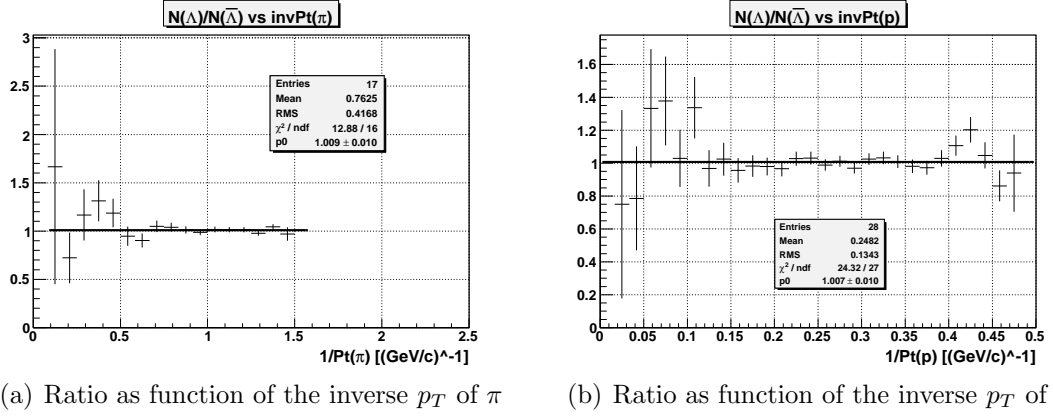 N(Λ)/N(Λ̅) vs invPt(π)
3
2.5
2
1.5
1
0.5
0
Entries 17
Mean 0.7625
RMS 0.4168
χ² / ndf 12.88 / 16
p0 1.009 ± 0.010
0 0.5 1 1.5 2 2.5
1/Pt(π) [(GeV/c)^-1]
(a) Ratio as function of the inverse pT of π
N(Λ)/N(Λ̅) vs invPt(p)
1.6
1.4
1.2
1
0.8
0.6
0.4
0.2
0
Entries 28
Mean 0.2482
RMS 0.1343
χ² / ndf 24.32 / 27
p0 1.007 ± 0.010
0 0.05 0.1 0.15 0.2 0.25 0.3 0.35 0.4 0.45 0.5
1/Pt(p) [(GeV/c)^-1]
(b) Ratio as function of the inverse pT of